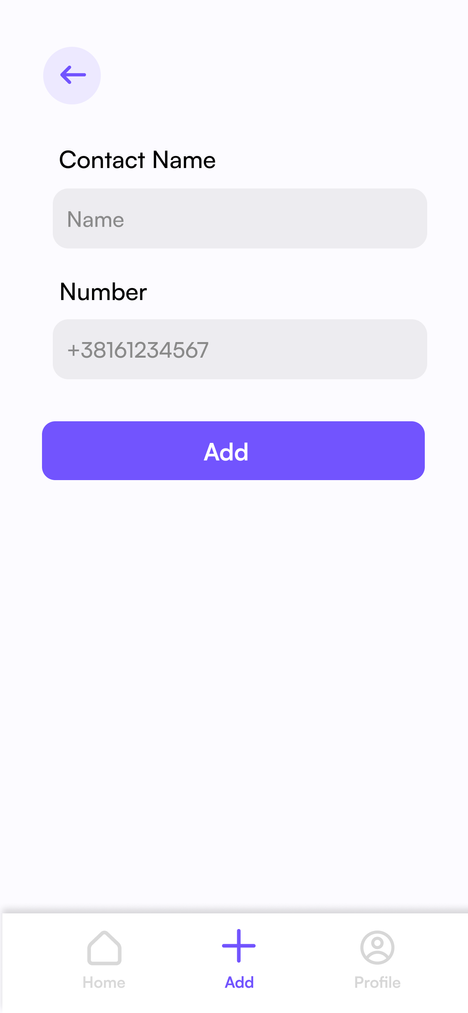 Contact Name
Name
Number
+38161234567
Add
Home Add Profile